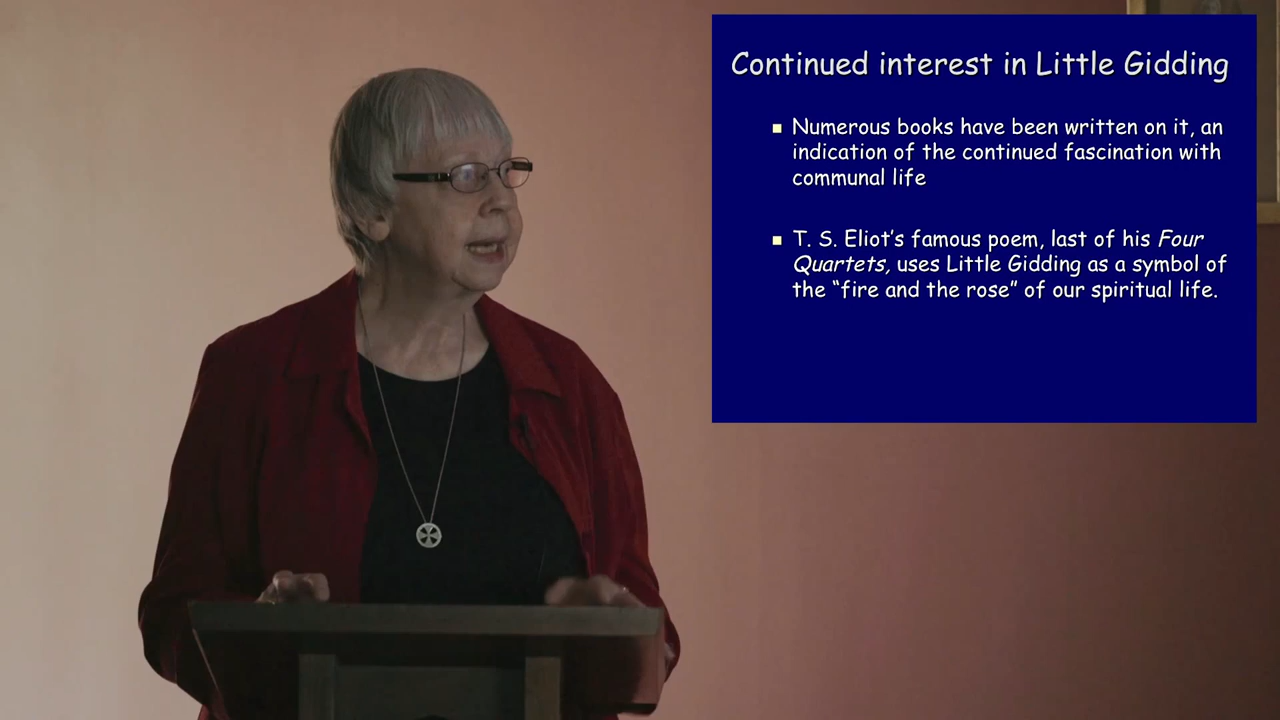 Continued interest in Little Gidding
Numerous books have been written on it, an
indication of the continued fascination with
communal life
T. S. Eliot's famous poem, last of his Four
Quartets, uses Little Gidding as a symbol of
the “fire and the rose” of our spiritual life.